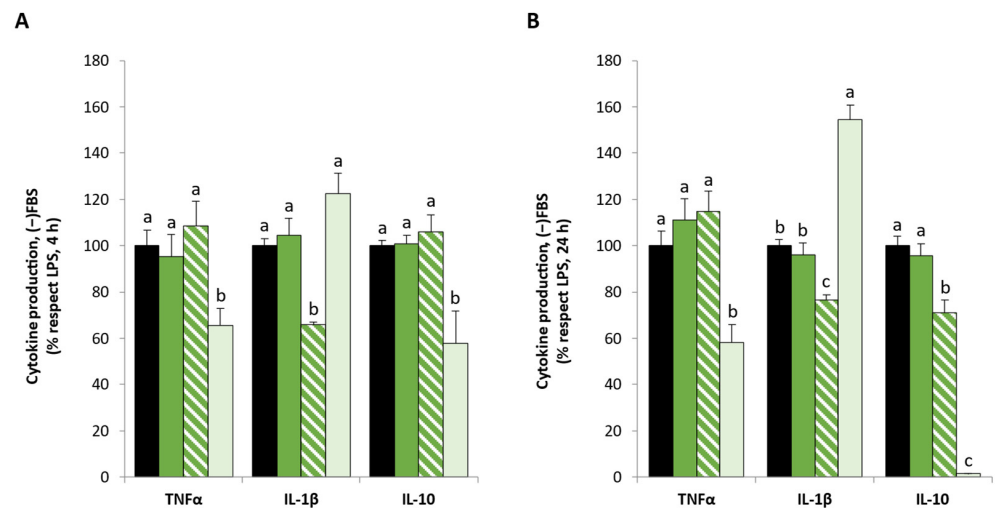 A
Cytokine production, (−)FBS
(% respect LPS, 4 h)
180
160
140
120
100
80
60
40
20
0
a
a
a
b
a
a
b
a
a
a
a
b
TNFα
IL-1β
IL-10
B
Cytokine production, (−)FBS
(% respect LPS, 24 h)
180
160
140
120
100
80
60
40
20
0
a
a
a
b
b
b
c
a
a
a
b
c
TNFα
IL-1β
IL-10